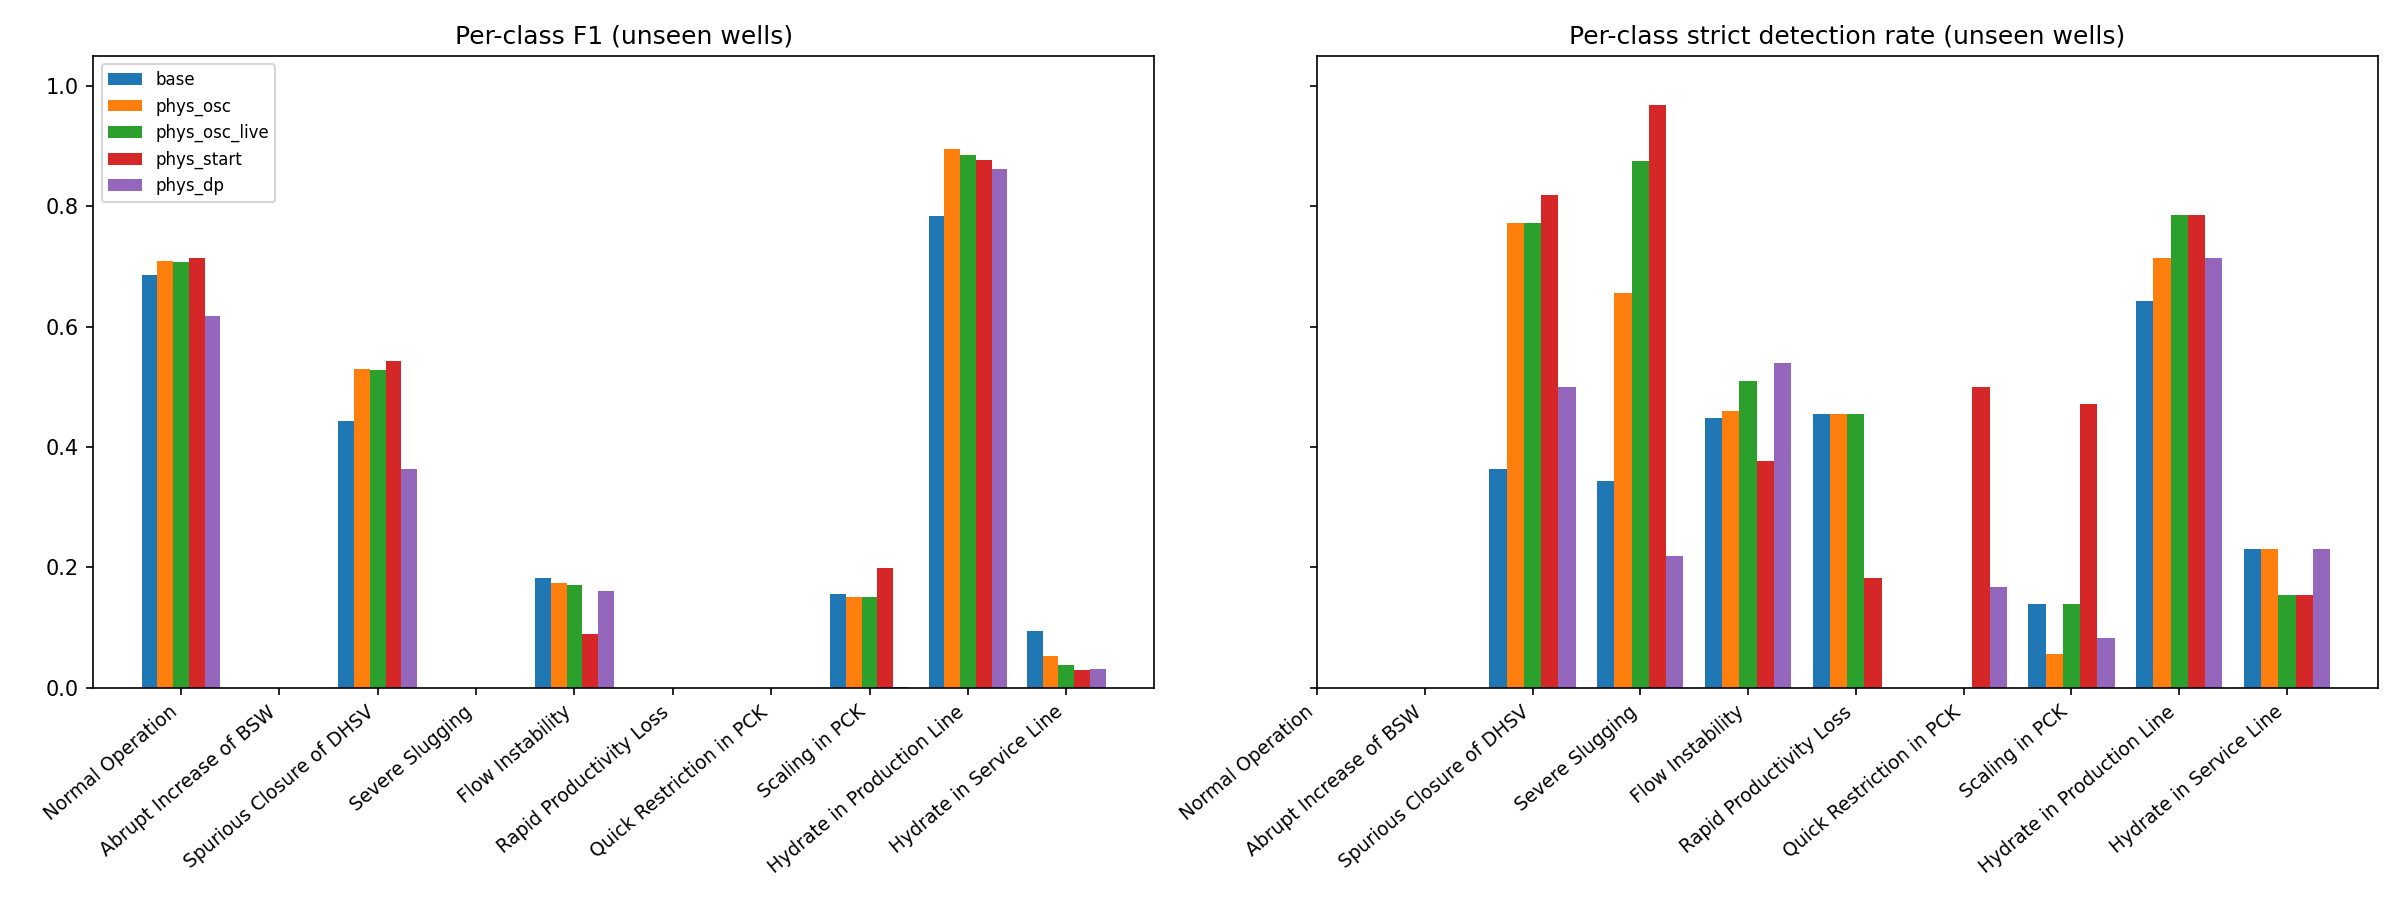 Per-class F1 (unseen wells)
Per-class strict detection rate (unseen wells)
base
phys_osc
phys_osc_live
phys_start
phys_dp
1.0
0.8
0.6
0.4
0.2
0.0
Normal Operation
Abrupt Increase of BSW
Spurious Closure of DHSV
Severe Slugging
Flow Instability
Rapid Productivity Loss
Quick Restriction in PCK
Scaling in PCK
Hydrate in Production Line
Hydrate in Service Line
Normal Operation
Abrupt Increase of BSW
Spurious Closure of DHSV
Severe Slugging
Flow Instability
Rapid Productivity Loss
Quick Restriction in PCK
Scaling in PCK
Hydrate in Production Line
Hydrate in Service Line